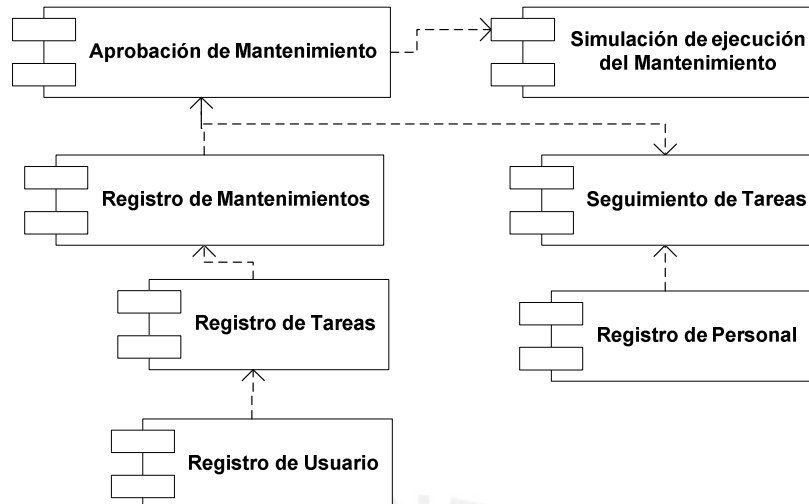 Aprobación de Mantenimiento
Simulación de ejecución
del Mantenimiento
Registro de Mantenimientos
Seguimiento de Tareas
Registro de Tareas
Registro de Personal
Registro de Usuario